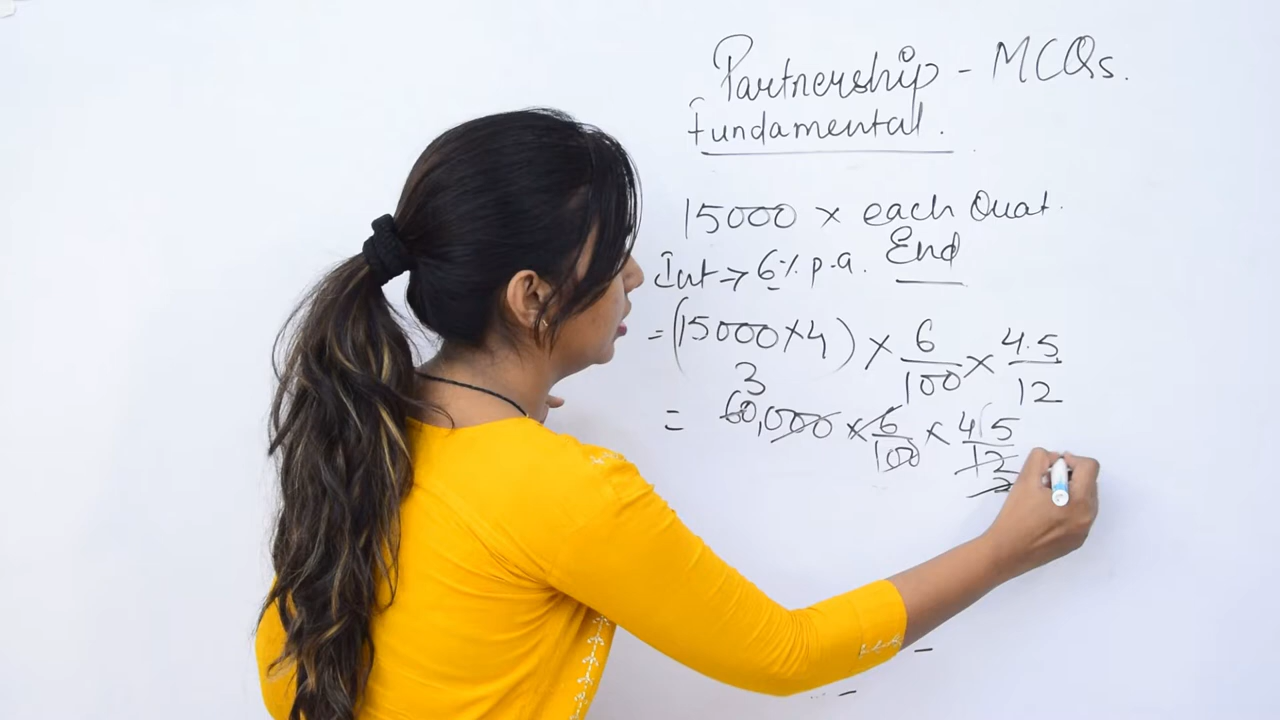 Partnership - MCQs.
Fundamental.
15000 × each Quat.
End
Int → 6% p.a.
= (15000×4) × 6/100 × 4.5/12
3
= 60,000 × 6/100 × 4.5/12
2